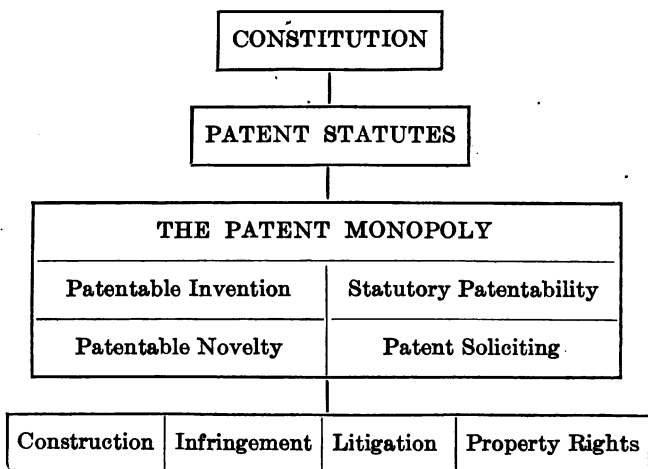 CONSTITUTION
PATENT STATUTES
THE PATENT MONOPOLY
Patentable Invention Statutory Patentability
Patentable Novelty Patent Soliciting
Construction Infringement Litigation Property Rights